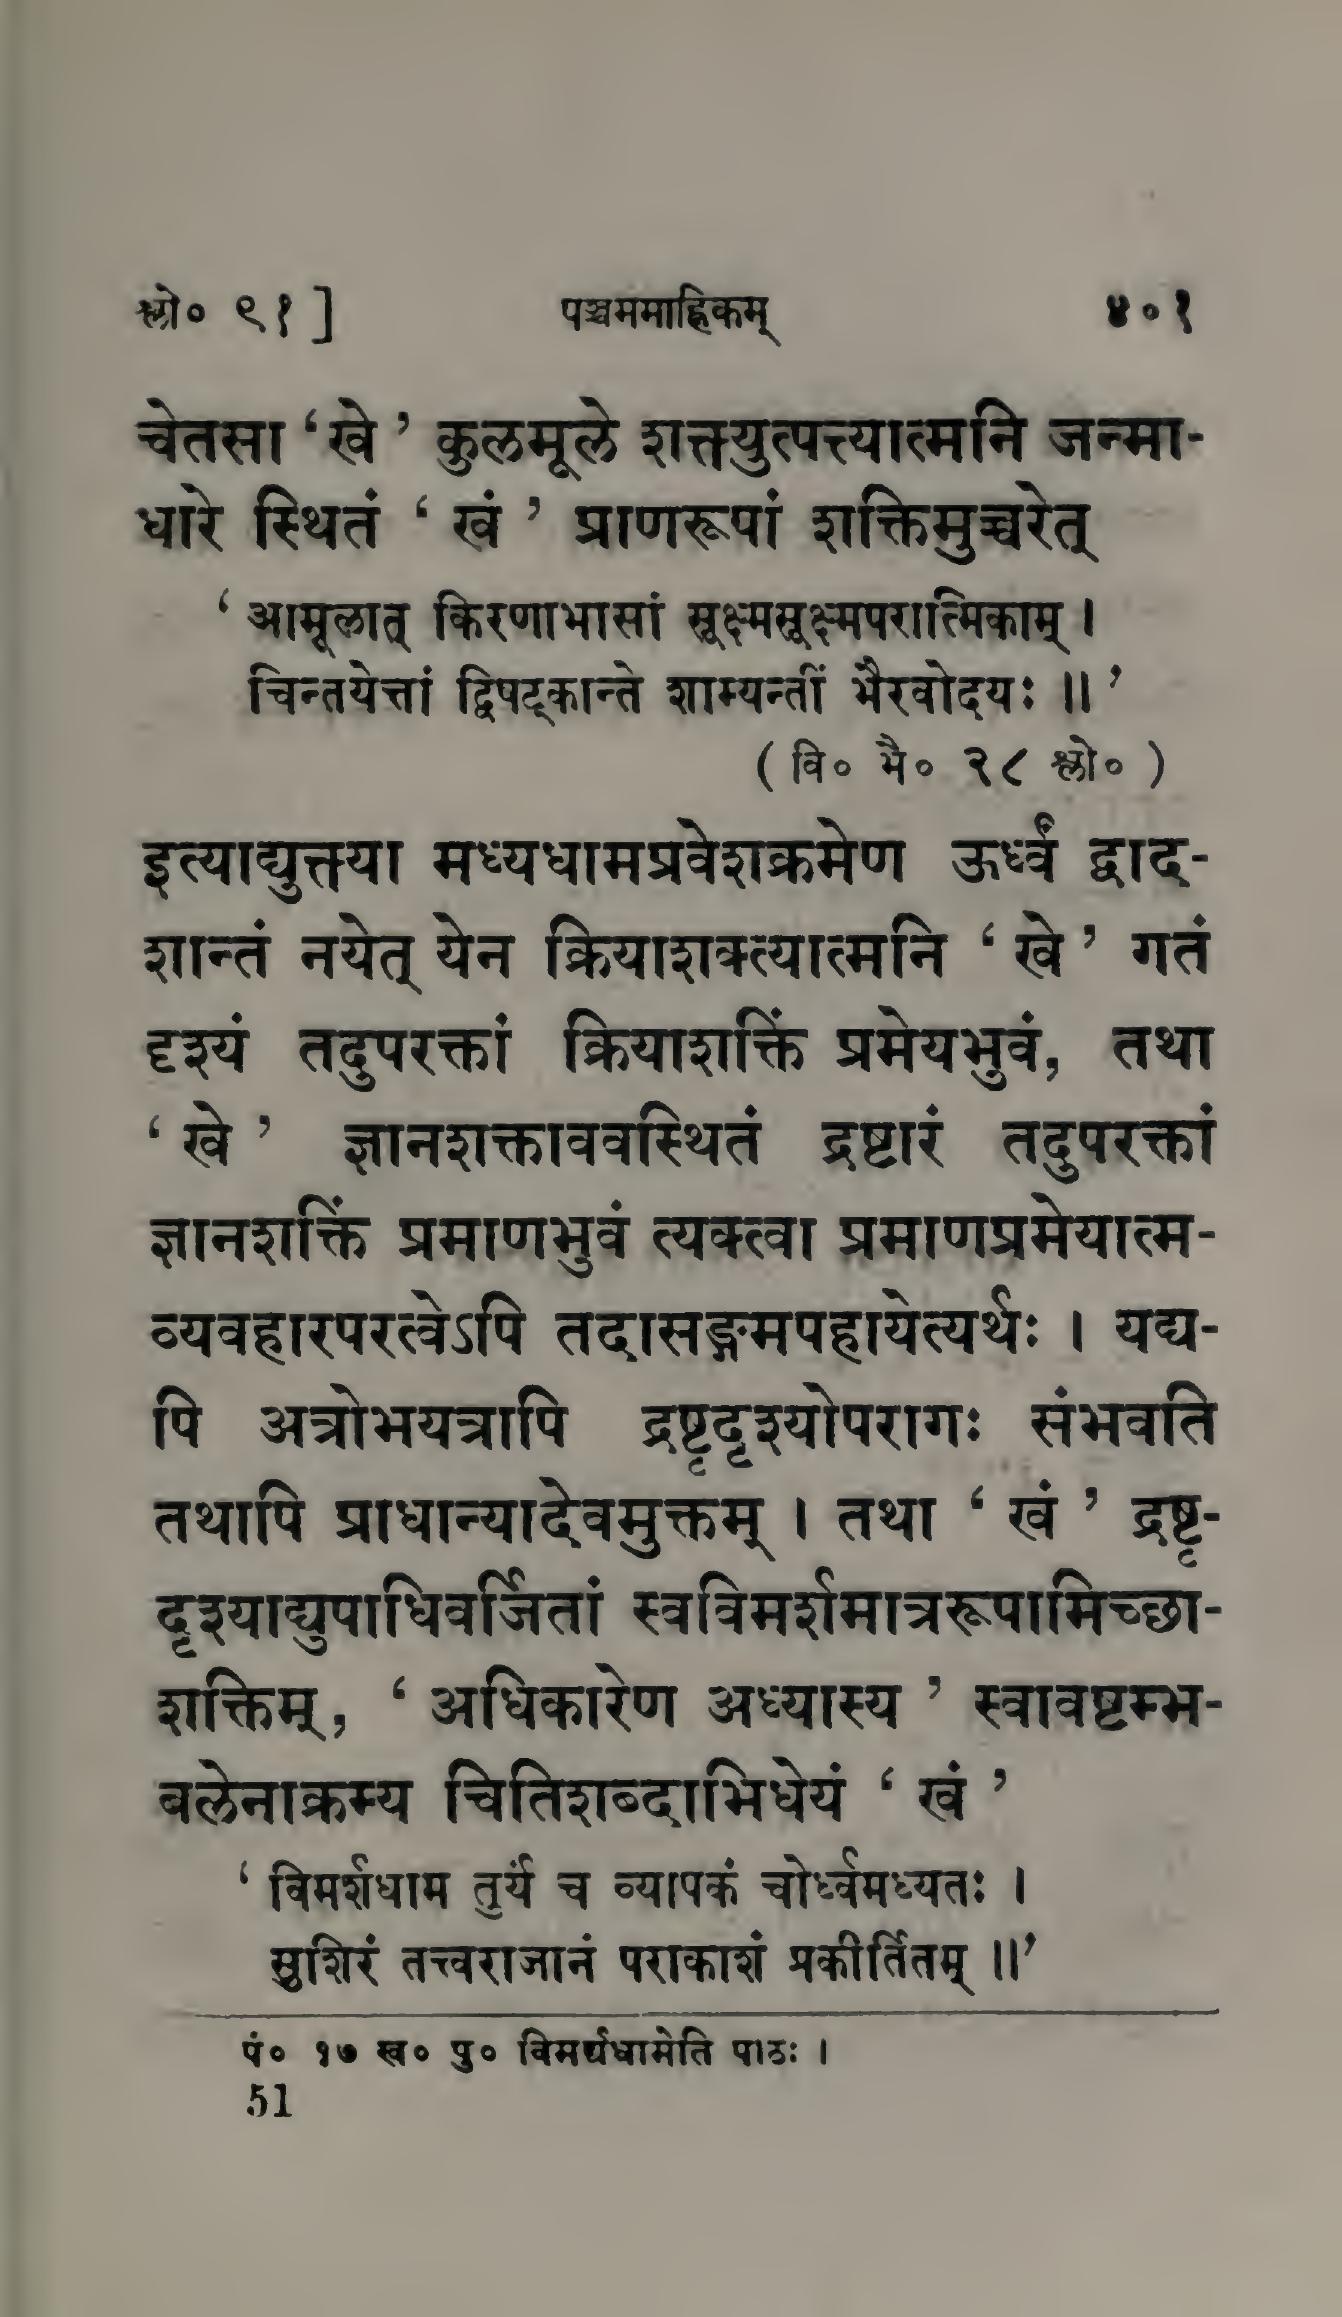 श्लो० ९१ ] पञ्चममाह्निकम् ४०१
चेतसा ‘खे’ कुलमूले शक्त्युत्पत्त्यात्मनि जन्मा-
धारे स्थितं ‘ खं ’ प्राणरूपां शक्तिमुच्चरेत्
‘ आमूलात् किरणाभासां सूक्ष्मसूक्ष्मपरात्मिकाम् ।
चिन्तयेत्तां द्विषट्कान्ते शाम्यन्तीं भैरवोदयः ॥ ’
( वि० भै० २८ श्लो० )
इत्याद्युक्त्या मध्यधामप्रवेशक्रमेण ऊर्ध्वं द्वाद-
शान्तं नयेत् येन क्रियाशक्त्यात्मनि ‘ खे ’ गतं
दृश्यं तदुपरक्तां क्रियाशक्तिं प्रमेयभुवं, तथा
‘ खे ’ ज्ञानशक्ताववस्थितं द्रष्टारं तदुपरक्तां
ज्ञानशक्तिं प्रमाणभुवं त्यक्त्वा प्रमाणप्रमेयात्म-
व्यवहारपरत्वेऽपि तदासङ्गमपहायेत्यर्थः । यद्य-
पि अत्रोभयत्रापि द्रष्टृदृश्योपरागः संभवति
तथापि प्राधान्यादेवमुक्तम् । तथा ‘ खं ’ द्रष्टृ-
दृश्याद्युपाधिवर्जितां स्वविमर्शमात्ररूपामिच्छा-
शक्तिम्, ‘ अधिकारेण अध्यास्य ’ स्वावष्टम्भ-
बलेनाक्रम्य चितिशब्दाभिधेयं ‘ खं ’
‘ विमर्शधाम तुर्यं च व्यापकं चोर्ध्वमध्यतः ।
सुशिरं तत्त्वराजानं पराकाशं प्रकीर्तितम् ॥’
पं० १७ ख० पु० विमर्द्यधामेति पाठः ।
51